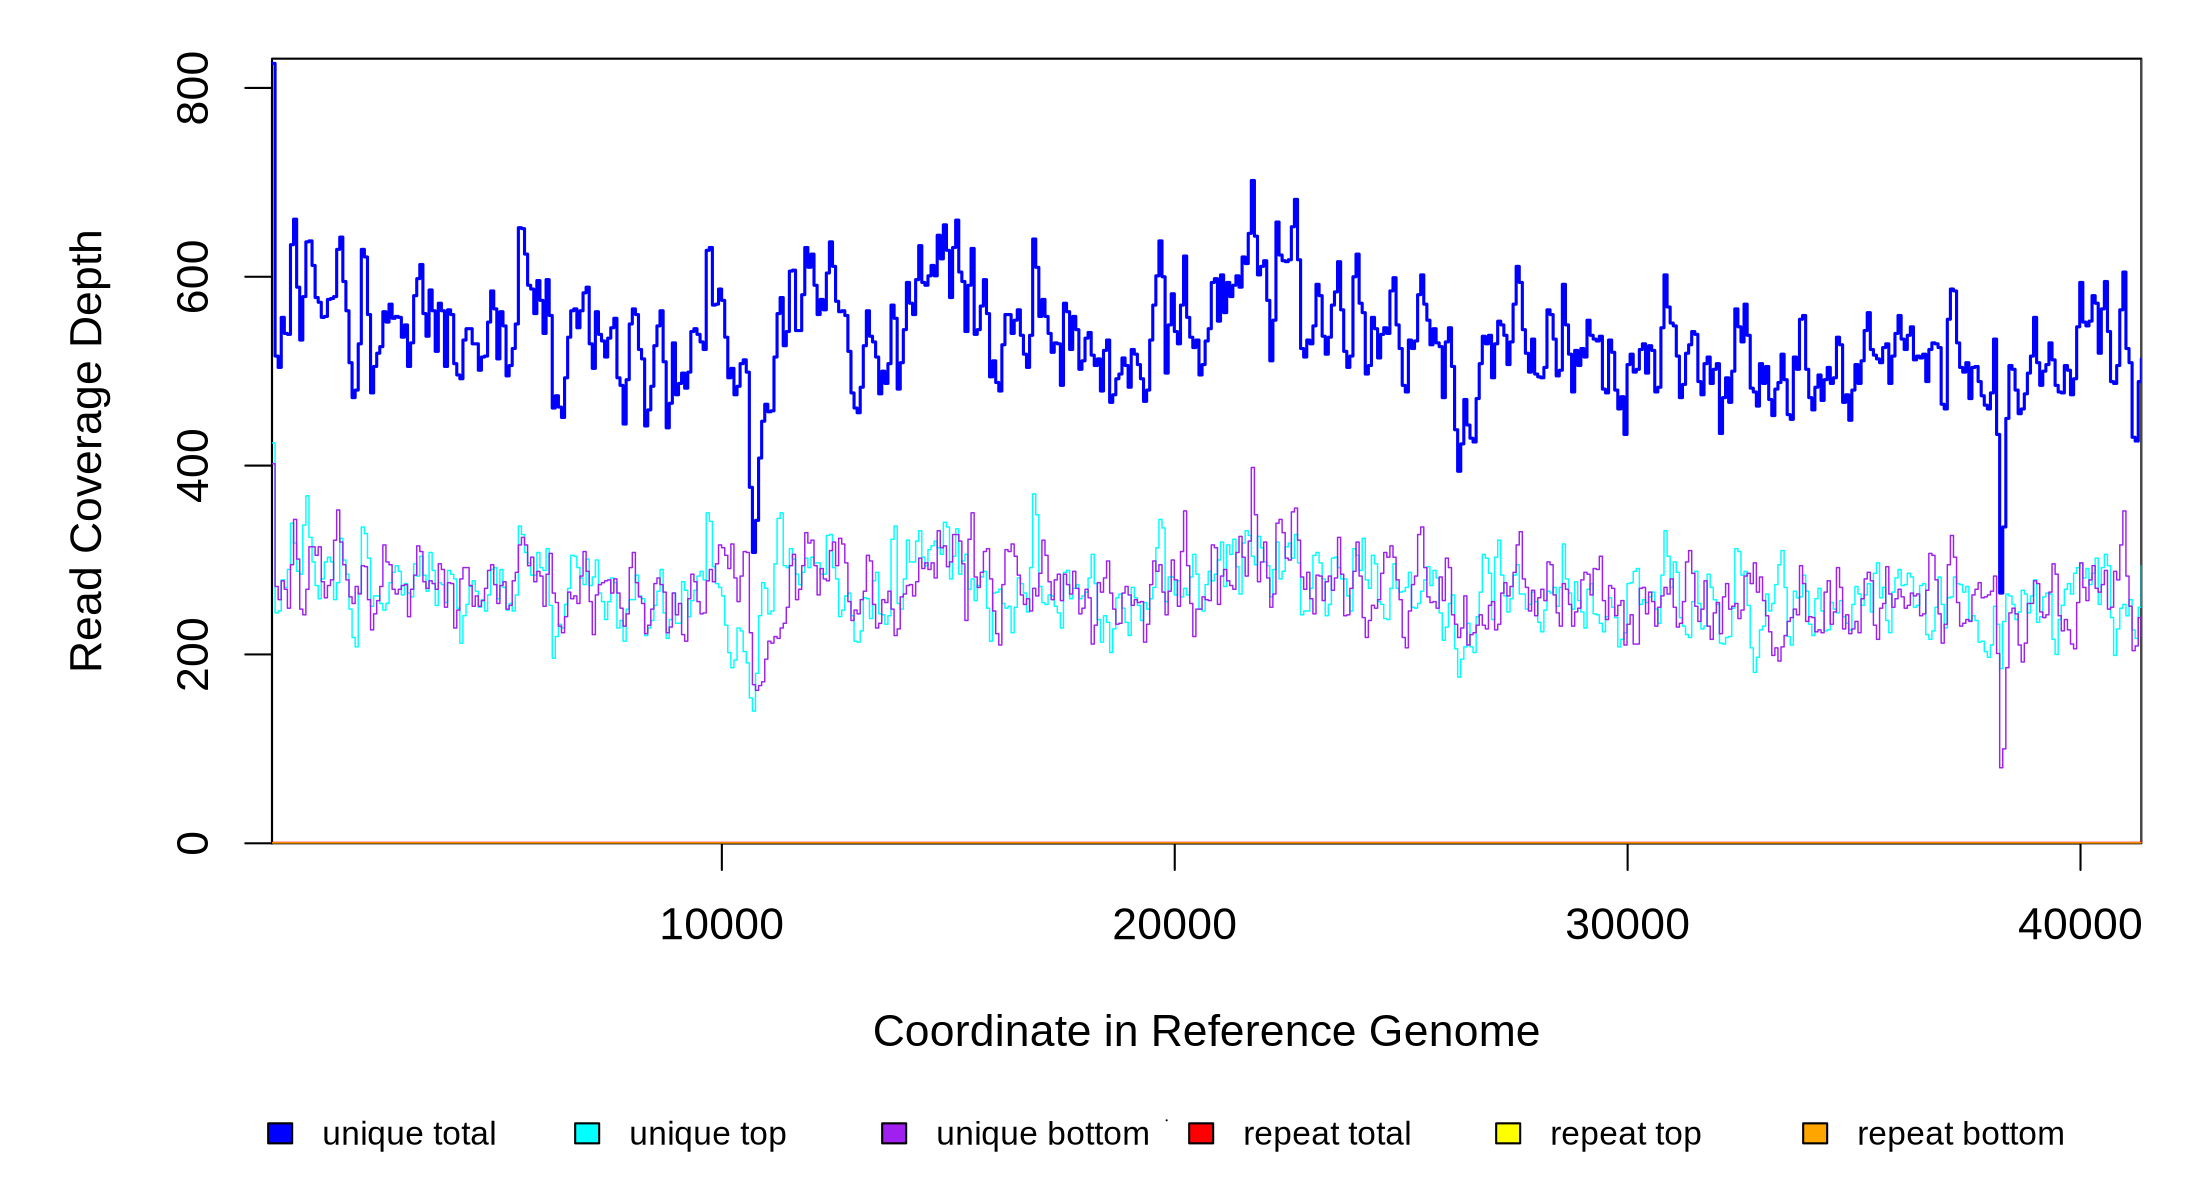 Read Coverage Depth
800
600
400
200
0
10000 20000 30000 40000
Coordinate in Reference Genome
unique total unique top unique bottom repeat total repeat top repeat bottom